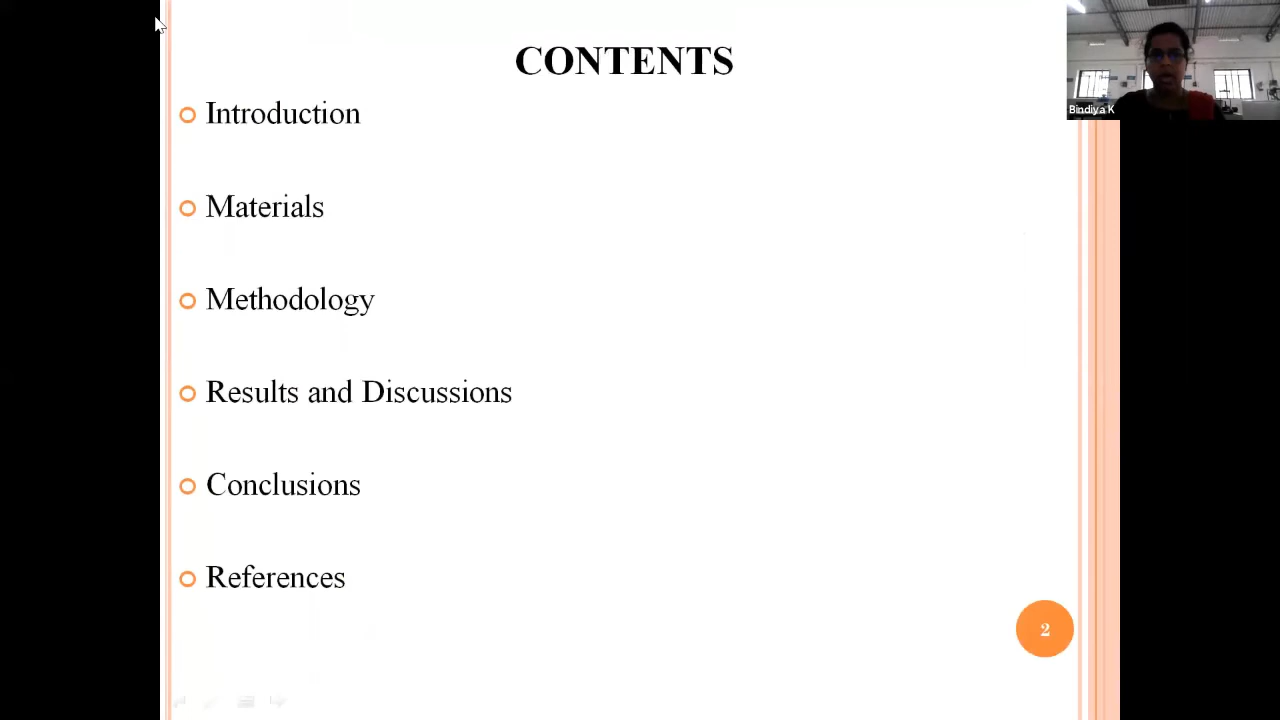 CONTENTS
Introduction
Materials
Methodology
Results and Discussions
Conclusions
References
2
Bindiya K